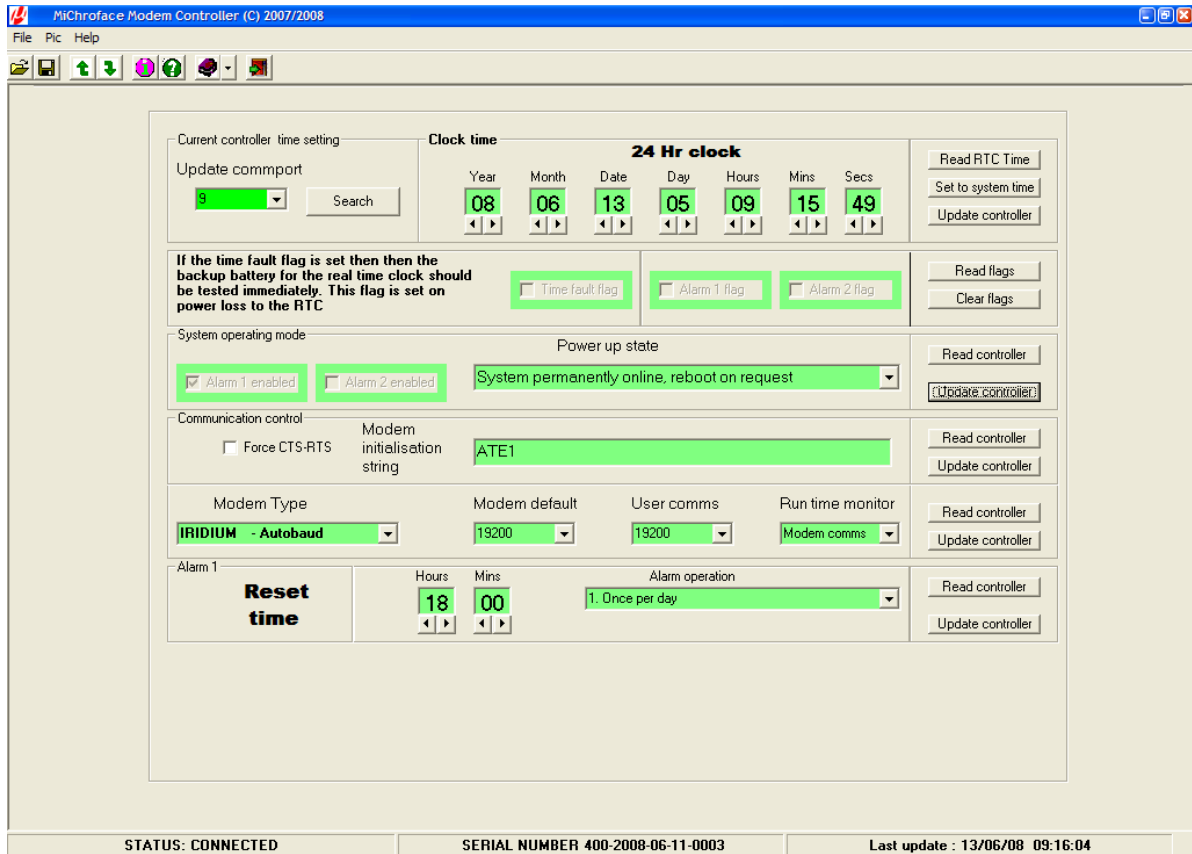 MiChroface Modem Controller (C) 2007/2008
File Pic Help
Current controller time setting
Update commport
9
Search
Clock time
24 Hr clock
Year Month Date Day Hours Mins Secs
08 06 13 05 09 15 49
Read RTC Time
Set to system time
Update controller
If the time fault flag is set then then the
backup battery for the real time clock should
be tested immediately. This flag is set on
power loss to the RTC
Time fault flag
Alarm 1 flag
Alarm 2 flag
Read flags
Clear flags
System operating mode
Alarm 1 enabled
Alarm 2 enabled
Power up state
System permanently online, reboot on request
Read controller
Update controller
Communication control
Force CTS-RTS
Modem
initialisation
string
ATE1
Read controller
Update controller
Modem Type
IRIDIUM - Autobaud
Modem default
19200
User comms
19200
Run time monitor
Modem comms
Read controller
Update controller
Alarm 1
Reset
time
Hours Mins
18 00
Alarm operation
1. Once per day
Read controller
Update controller
STATUS: CONNECTED
SERIAL NUMBER 400-2008-06-11-0003
Last update : 13/06/08 09:16:04